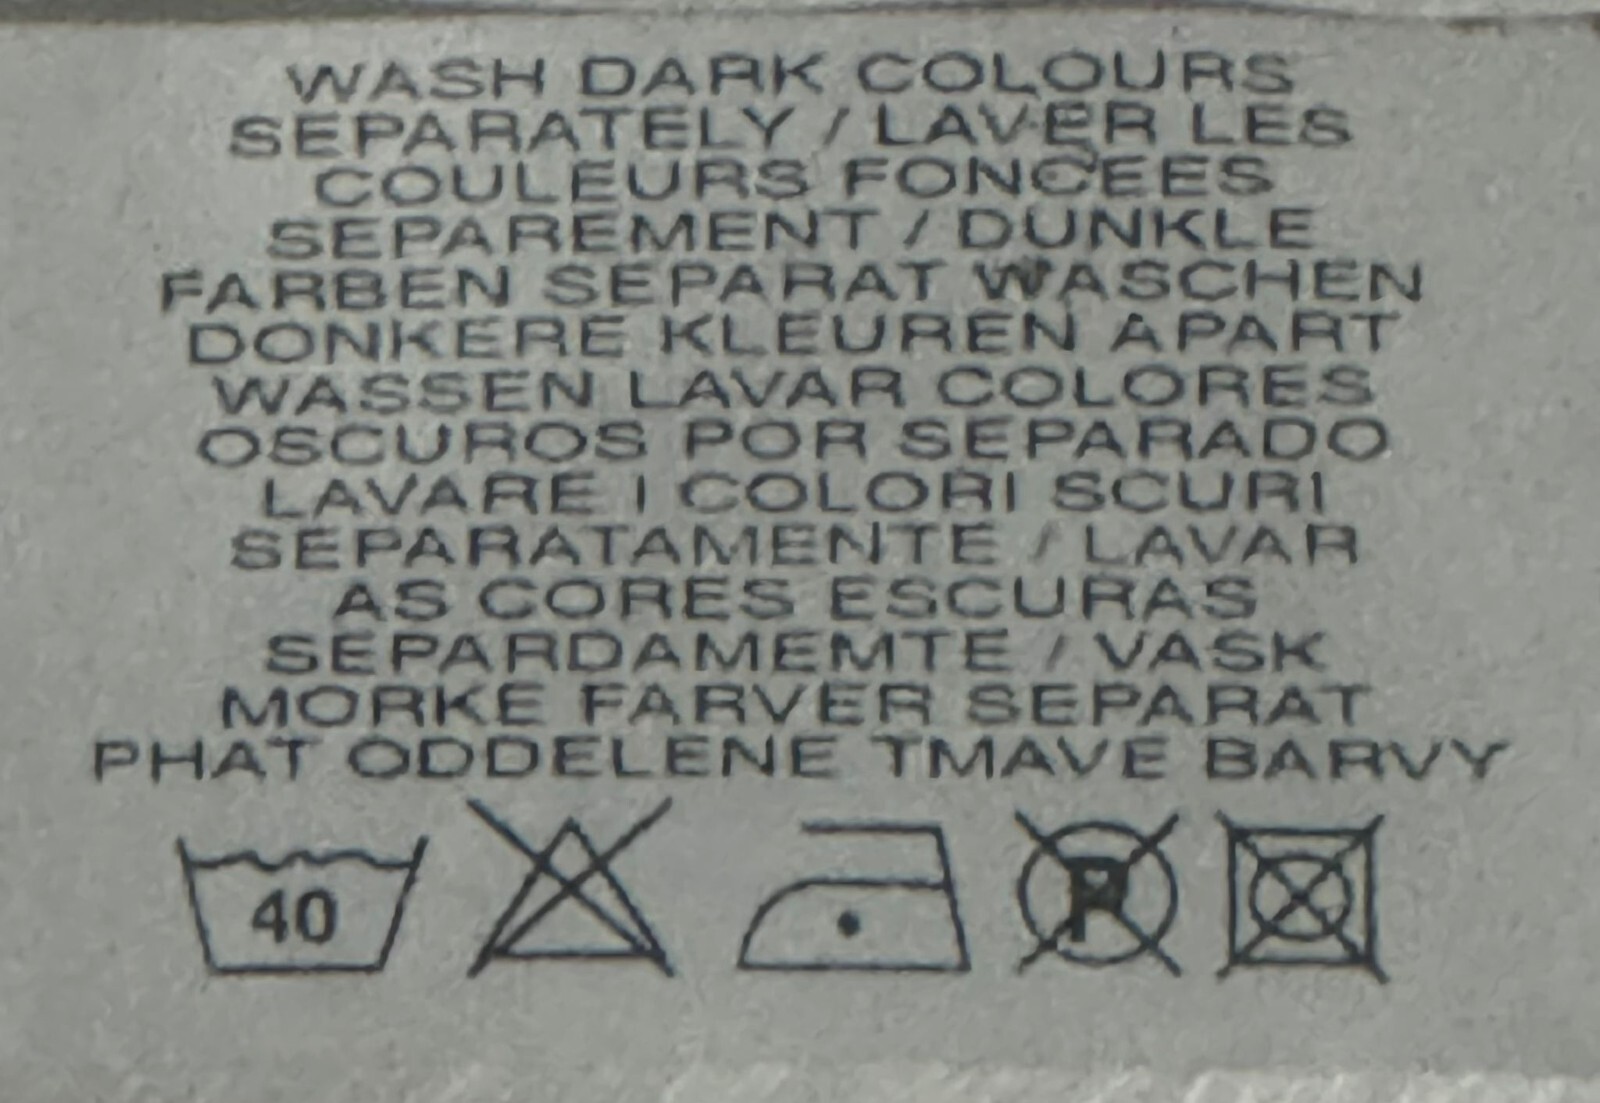 WASH DARK COLOURS
SEPARATELY / LAVER LES
COULEURS FONCEES
SEPAREMENT / DUNKLE
FARBEN SEPARAT WASCHEN
DONKERE KLEUREN APART
WASSEN LAVAR COLORES
OSCUROS POR SEPARADO
LAVARE I COLORI SCURI
SEPARATAMENTE / LAVAR
AS CORES ESCURAS
SEPARDAMEMTE / VASK
MORKE FARVER SEPARAT
PHAT ODDELENE TMAVE BARVY
40 P